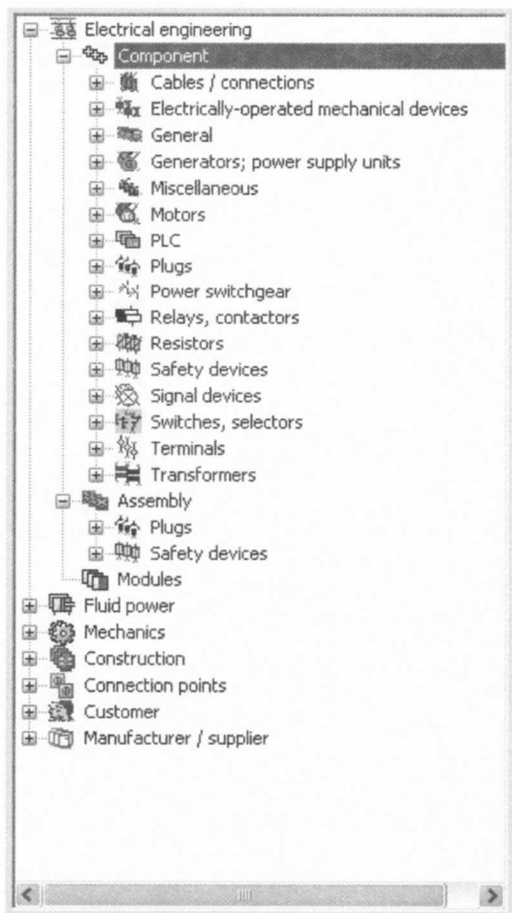 Electrical engineering
Component
Cables / connections
Electrically-operated mechanical devices
General
Generators; power supply units
Miscellaneous
Motors
PLC
Plugs
Power switchgear
Relays, contactors
Resistors
Safety devices
Signal devices
Switches, selectors
Terminals
Transformers
Assembly
Plugs
Safety devices
Modules
Fluid power
Mechanics
Construction
Connection points
Customer
Manufacturer / supplier